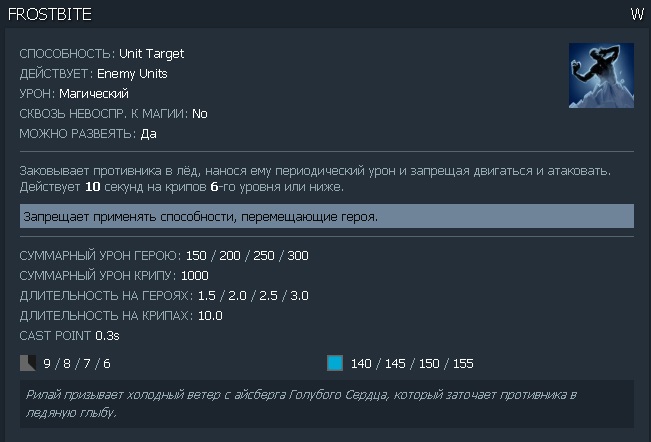 FROSTBITE W
СПОСОБНОСТЬ: Unit Target
ДЕЙСТВУЕТ: Enemy Units
УРОН: Магический
СКВОЗЬ НЕВОСПР. К МАГИИ: No
МОЖНО РАЗВЕЯТЬ: Да
Заковывает противника в лёд, нанося ему периодический урон и запрещая двигаться и атаковать.
Действует 10 секунд на крипов 6-го уровня или ниже.
Запрещает применять способности, перемещающие героя.
СУММАРНЫЙ УРОН ГЕРОЮ: 150 / 200 / 250 / 300
СУММАРНЫЙ УРОН КРИПУ: 1000
ДЛИТЕЛЬНОСТЬ НА ГЕРОЯХ: 1.5 / 2.0 / 2.5 / 3.0
ДЛИТЕЛЬНОСТЬ НА КРИПАХ: 10.0
CAST POINT 0.3s
9 / 8 / 7 / 6 140 / 145 / 150 / 155
Рилай призывает холодный ветер с айсберга Голубого Сердца, который заточает противника в
ледяную глыбу.